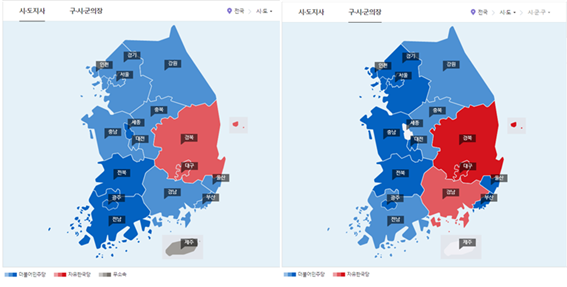 시·도지사 구·시·군의장 전국 시·도
경기
인천
서울
강원
충북
세종
충남
대전
경북
대구
전북
울산
경남
광주
부산
전남
제주
더불어민주당 자유한국당 무소속
시·도지사 구·시·군의장 전국 시·도 시·군·구
경기
인천
서울
강원
충북
세종
충남
대전
경북
대구
전북
울산
경남
광주
부산
전남
제주
더불어민주당 자유한국당